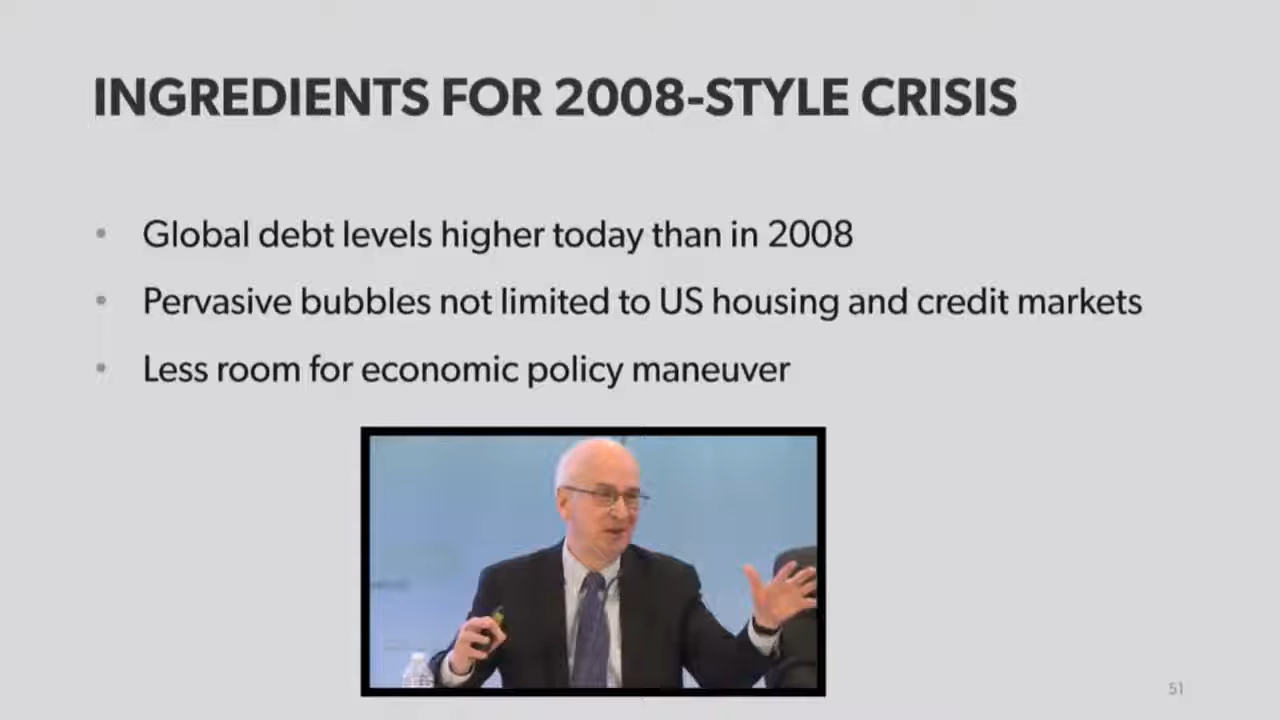 INGREDIENTS FOR 2008-STYLE CRISIS
• Global debt levels higher today than in 2008
• Pervasive bubbles not limited to US housing and credit markets
• Less room for economic policy maneuver
51